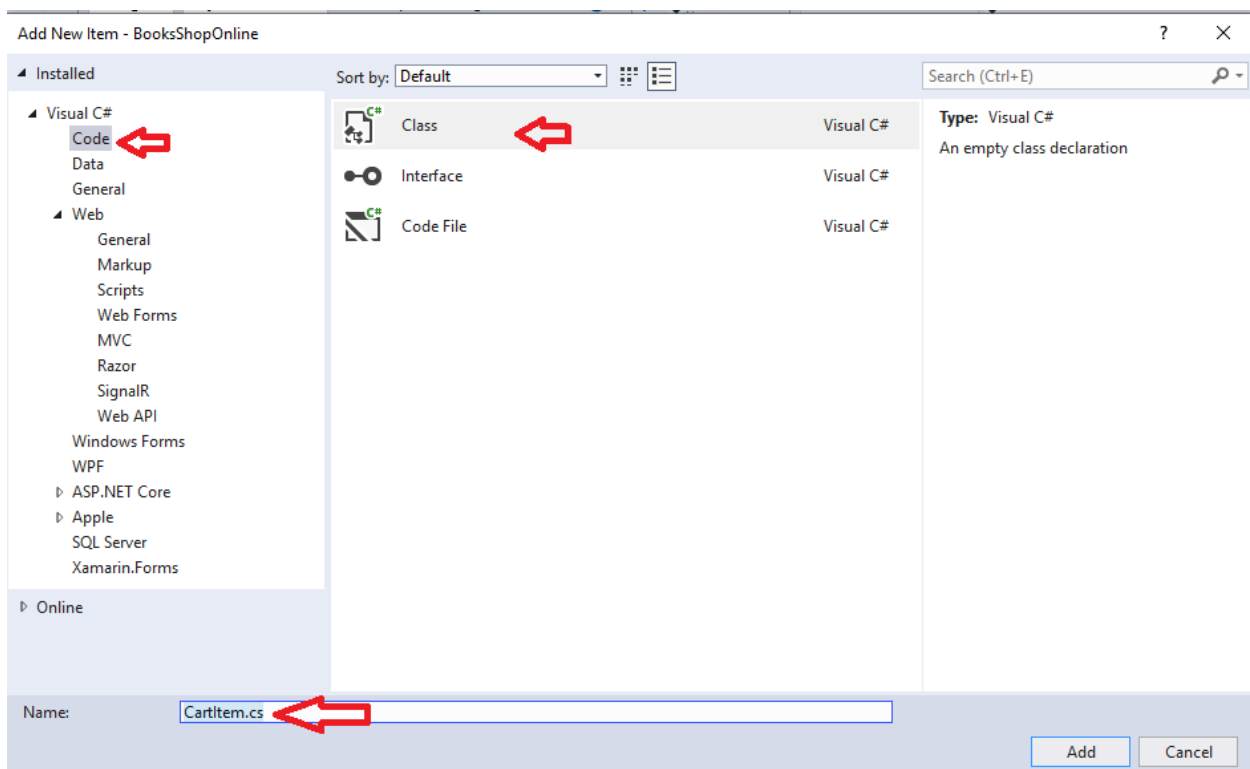 Add New Item - BooksShopOnline
? ×
Installed
Sort by: Default
Search (Ctrl+E)
Visual C#
Code
Data
General
Web
General
Markup
Scripts
Web Forms
MVC
Razor
SignalR
Web API
Windows Forms
WPF
ASP.NET Core
Apple
SQL Server
Xamarin.Forms
Online
C# Class Visual C#
Interface Visual C#
C# Code File Visual C#
Type: Visual C#
An empty class declaration
Name: CartItem.cs
Add Cancel